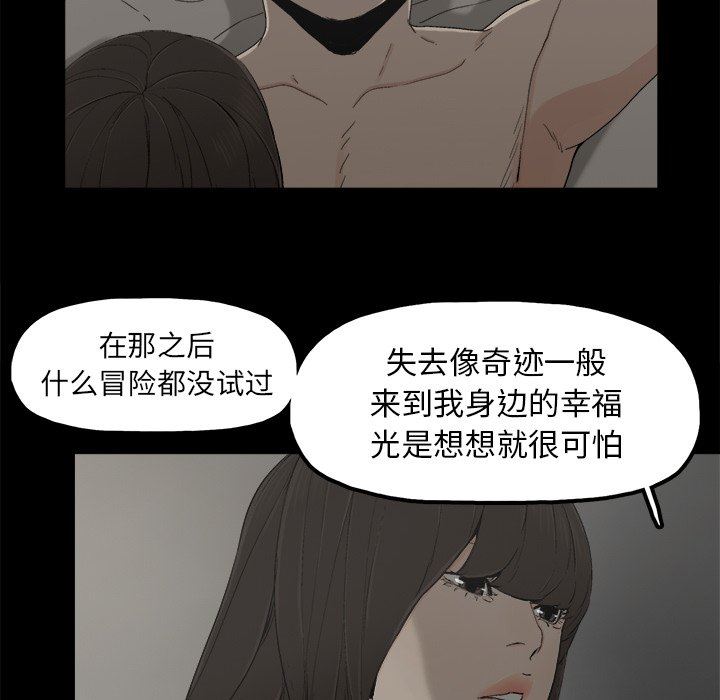 在那之后
什么冒险都没试过
失去像奇迹一般
来到我身边的幸福
光是想想就很可怕